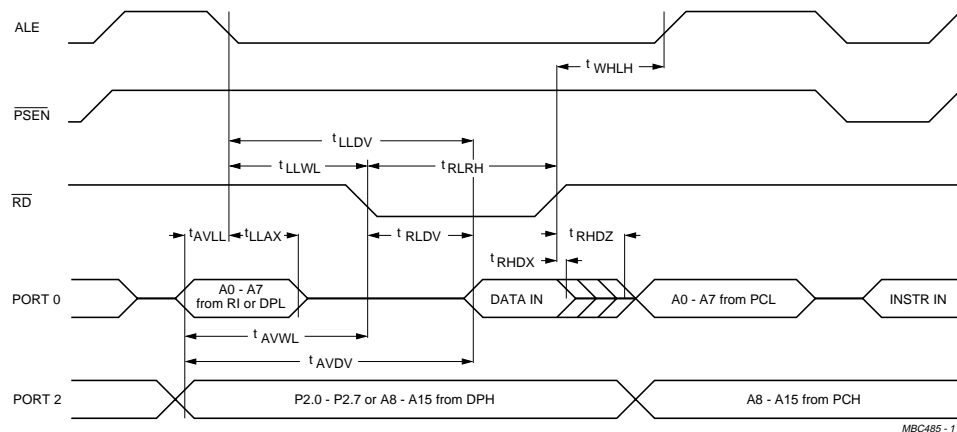 ALE
t WHLH
PSEN
t LLDV
t LLWL
t RLRH
RD
t AVLL
t LLAX
t RLDV
t RHDZ
t RHDX
PORT 0
A0 - A7
from RI or DPL
DATA IN
A0 - A7 from PCL
INSTR IN
t AVWL
t AVDV
PORT 2
P2.0 - P2.7 or A8 - A15 from DPH
A8 - A15 from PCH
MBC485 - 1